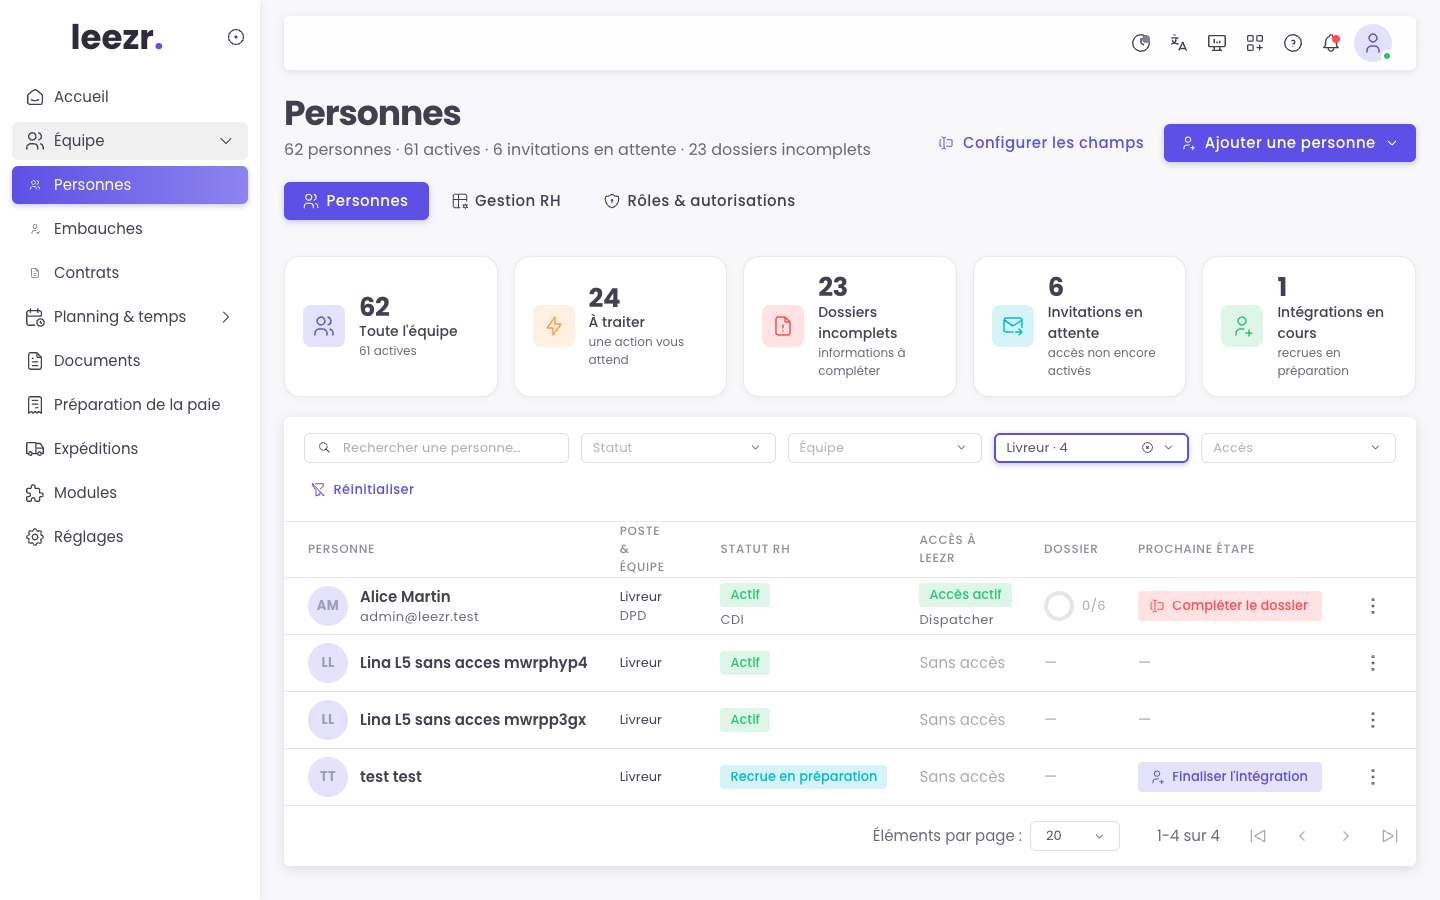 leezr.
Accueil
Équipe
Personnes
Embauches
Contrats
Planning & temps
Documents
Préparation de la paie
Expéditions
Modules
Réglages
Personnes
62 personnes · 61 actives · 6 invitations en attente · 23 dossiers incomplets
Configurer les champs
Ajouter une personne
Personnes
Gestion RH
Rôles & autorisations
62
Toute l'équipe
61 actives
24
À traiter
une action vous
attend
23
Dossiers
incomplets
informations à
compléter
6
Invitations en
attente
accès non encore
activés
1
Intégrations en
cours
recrues en
préparation
Rechercher une personne...
Statut
Équipe
Livreur · 4
Accès
Réinitialiser
PERSONNE
POSTE
&
ÉQUIPE
STATUT RH
ACCÈS À
LEEZR
DOSSIER
PROCHAINE ÉTAPE
AM
Alice Martin
admin@leezr.test
Livreur
DPD
Actif
CDI
Accès actif
Dispatcher
0/6
Compléter le dossier
LL
Lina L5 sans acces mwrphyp4
Livreur
Actif
Sans accès
—
—
LL
Lina L5 sans acces mwrpp3gx
Livreur
Actif
Sans accès
—
—
TT
test test
Livreur
Recrue en préparation
Sans accès
—
Finaliser l'intégration
Éléments par page :
20
1-4 sur 4